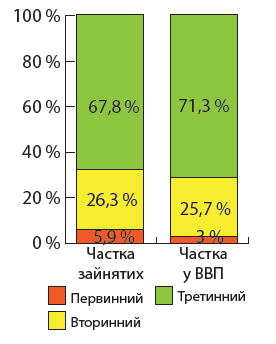 100 %
80 %
60 %
40 %
20 %
0 %
67,8 %
71,3 %
26,3 %
25,7 %
5,9 %
3 %
Частка зайнятих
Частка у ВВП
Первинний
Третинний
Вторинний